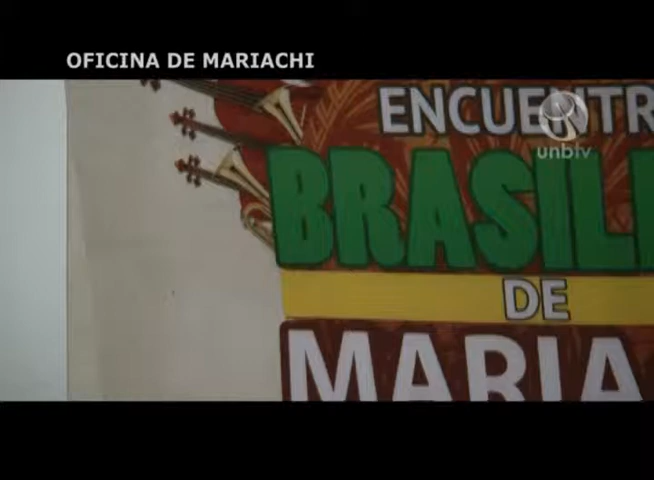 OFICINA DE MARIACHI
ENCUENTR
unbtv
BRASIL
DE
MARIA